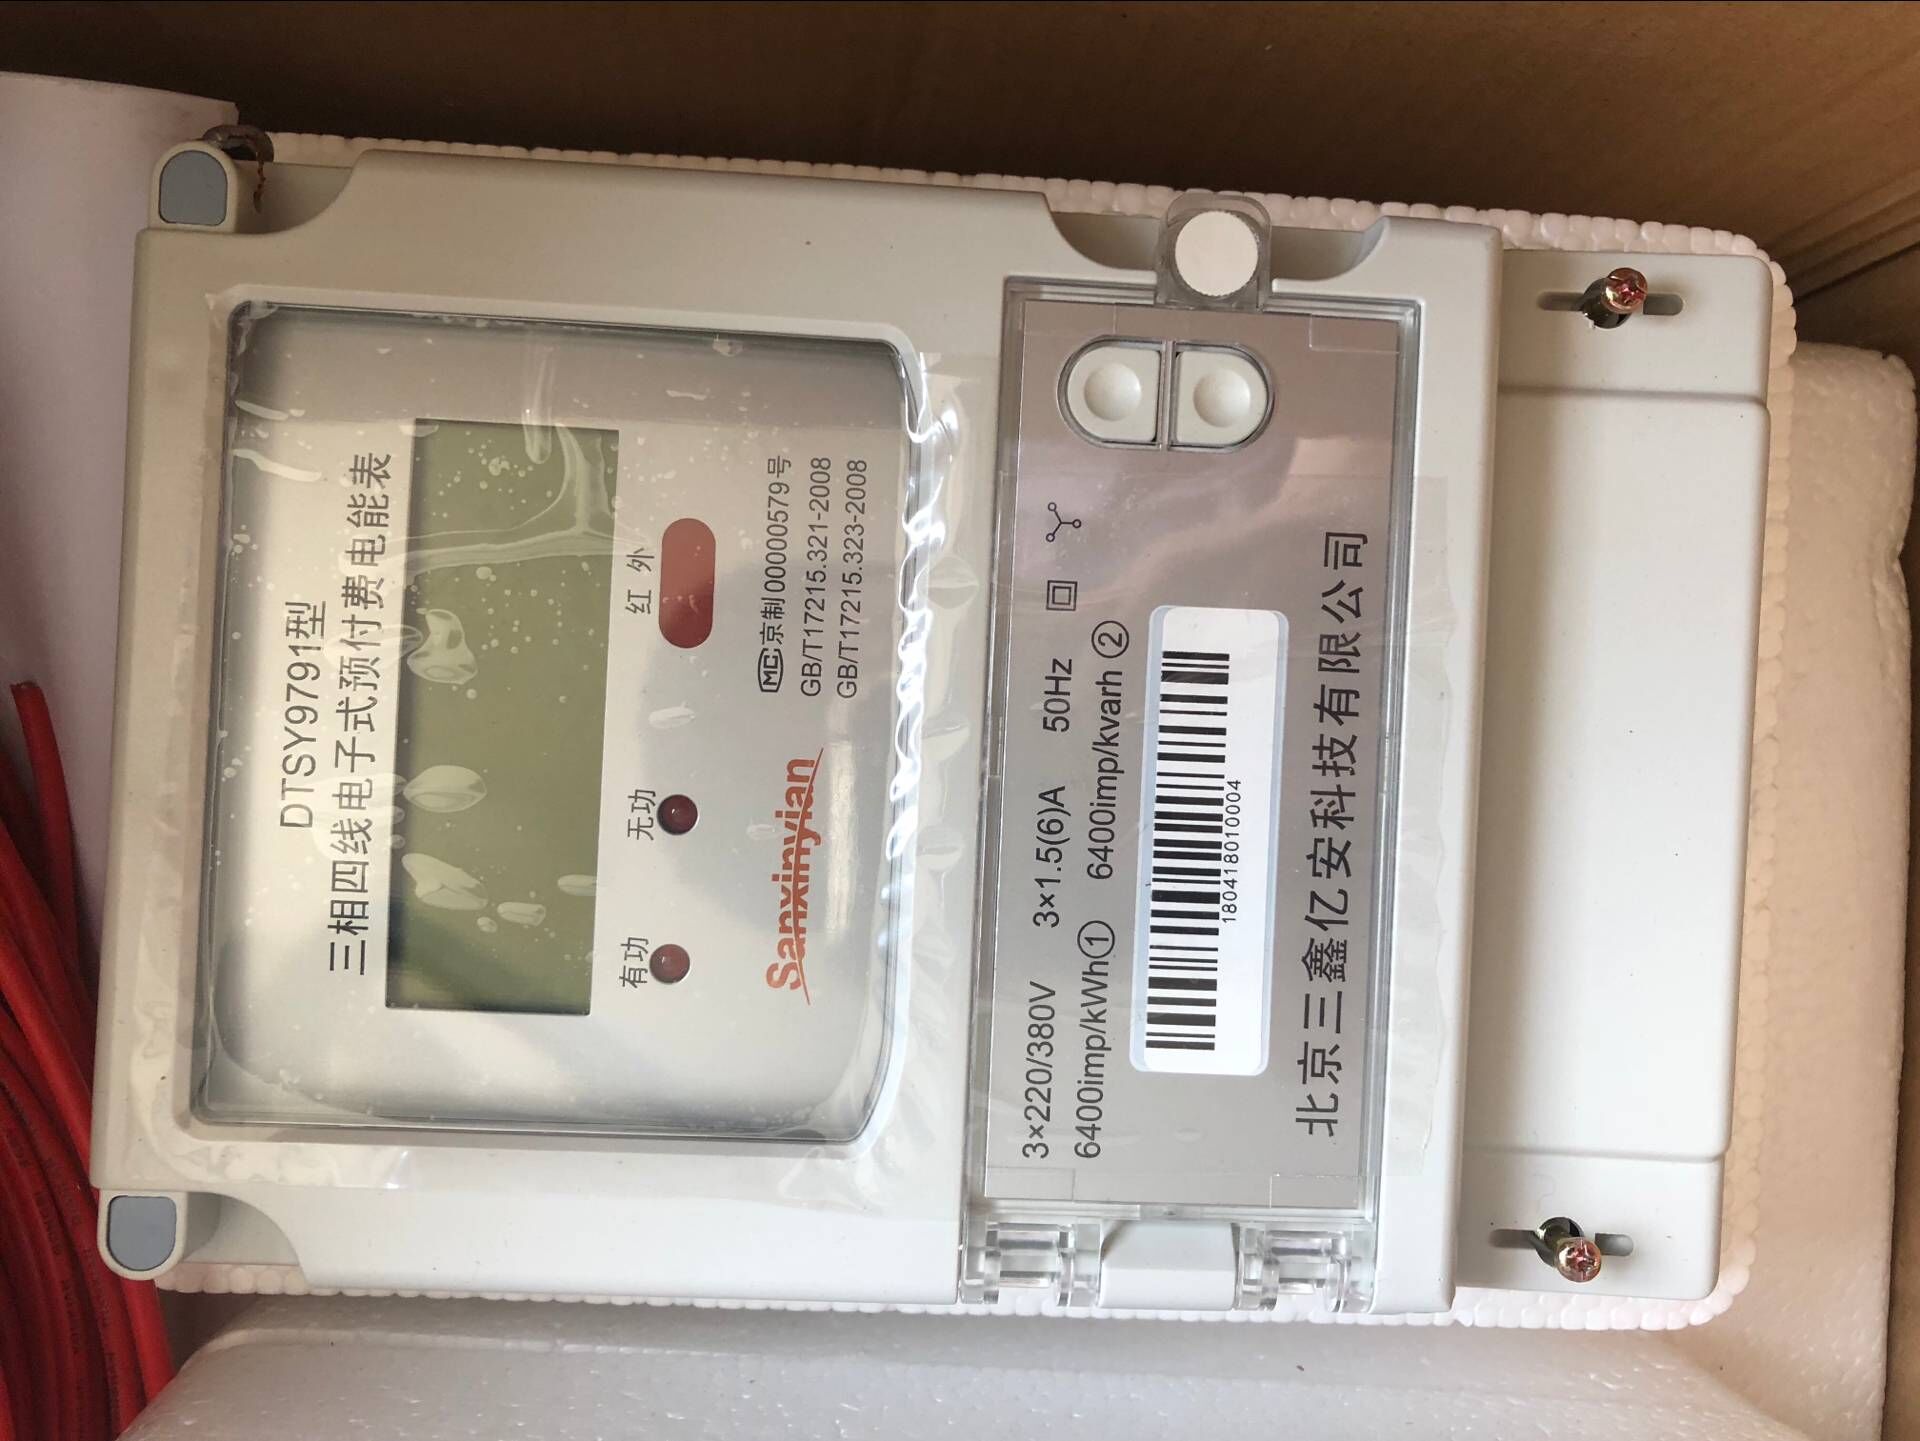 DTSY9791型
三相四线电子式预付费电能表
有功 无功 红外
Sanxinyian
MC京制00000579号
GB/T17215.321-2008
GB/T17215.323-2008
3×220/380V 3×1.5(6)A 50Hz
6400imp/kWh① 6400imp/kvarh②
180418010004
北京三鑫亿安科技有限公司